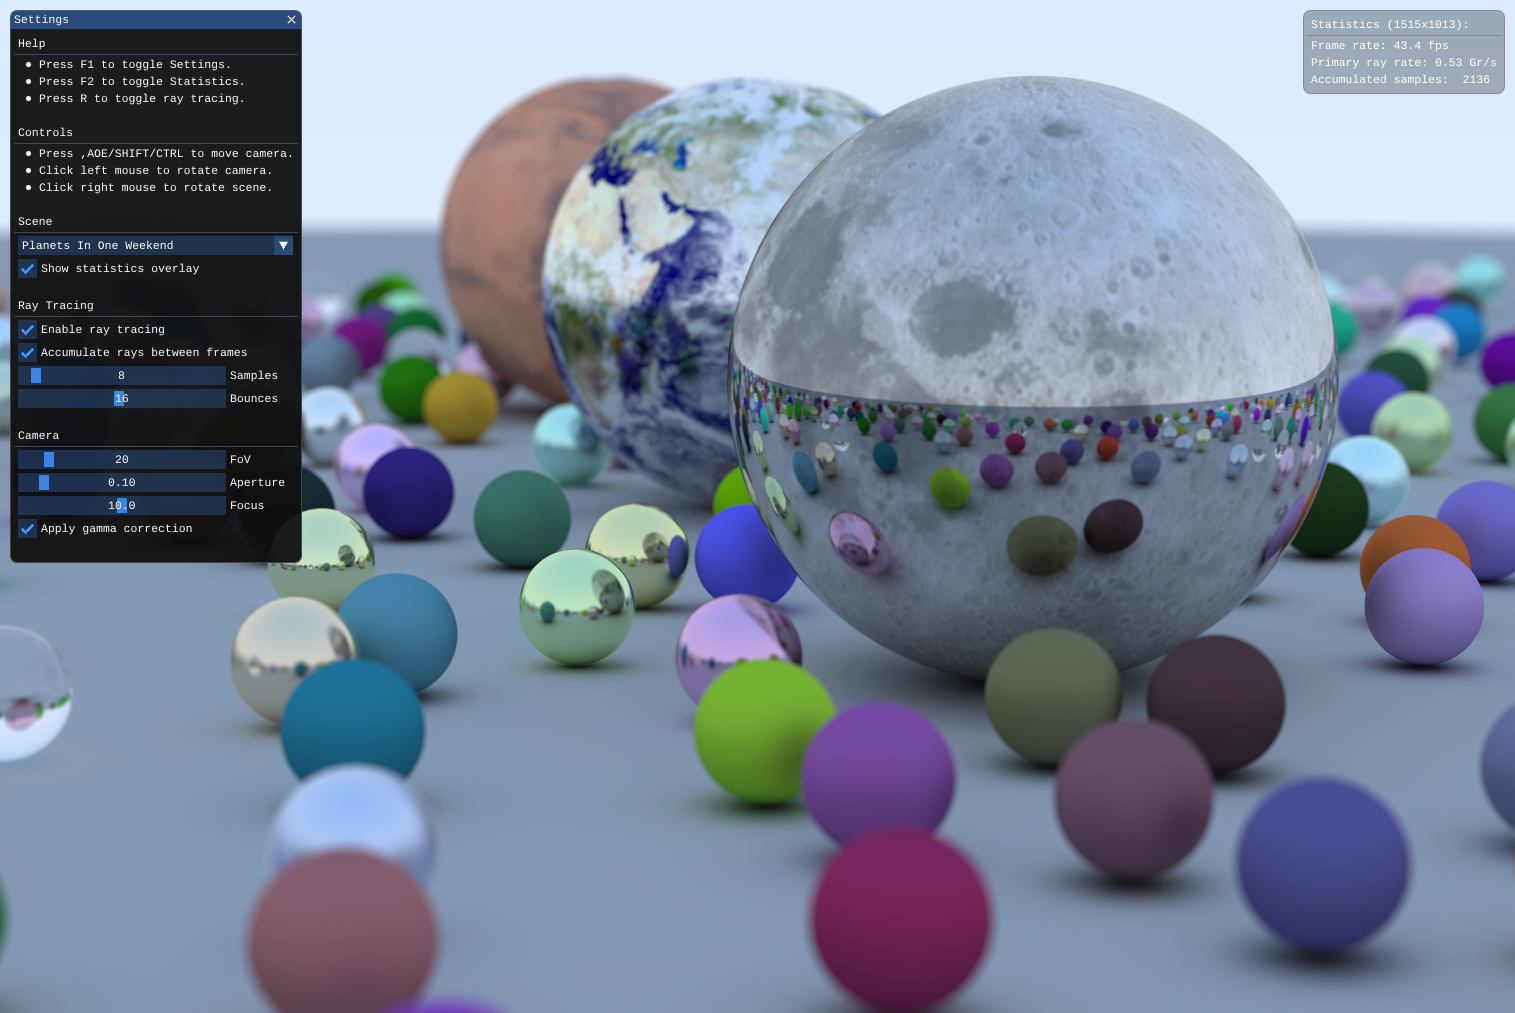 Settings
Help
Press F1 to toggle Settings.
Press F2 to toggle Statistics.
Press R to toggle ray tracing.
Controls
Press ,AOE/SHIFT/CTRL to move camera.
Click left mouse to rotate camera.
Click right mouse to rotate scene.
Scene
Planets In One Weekend
Show statistics overlay
Ray Tracing
Enable ray tracing
Accumulate rays between frames
8 Samples
16 Bounces
Camera
20 FoV
0.10 Aperture
10.0 Focus
Apply gamma correction
Statistics (1515x1013):
Frame rate: 43.4 fps
Primary ray rate: 0.53 Gr/s
Accumulated samples: 2136